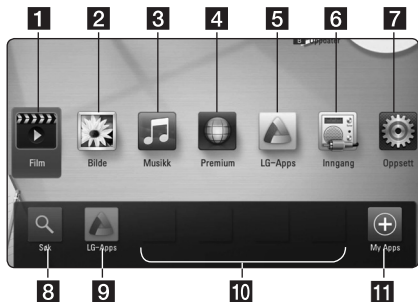 1 2 3 4 5 6 7
Oppdater
Film Bilde Musikk Premium LG-Apps Inngang Oppsett
Søk LG-Apps My Apps
8 9 10 11